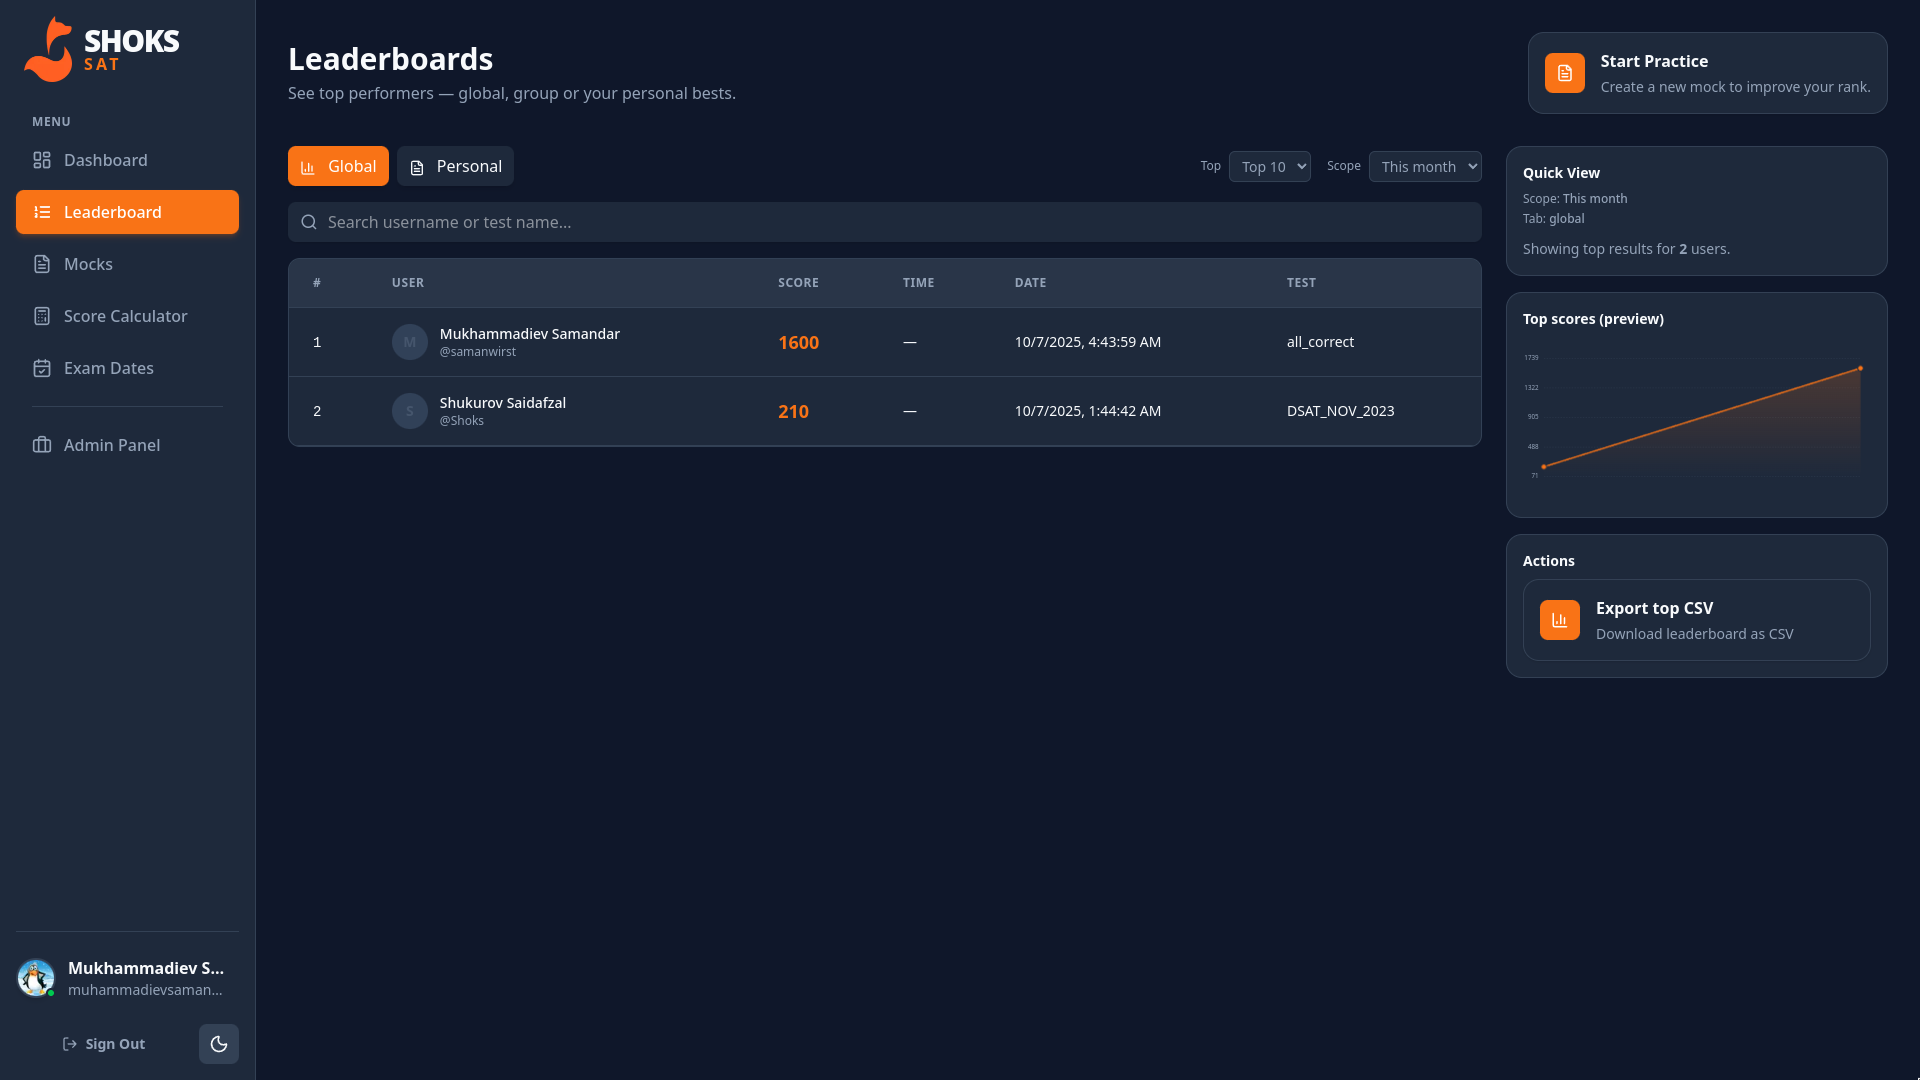 SHOKS
SAT
MENU
Dashboard
Leaderboard
Mocks
Score Calculator
Exam Dates
Admin Panel
Mukhammadiev S...
muhammadievsaman...
Sign Out
Leaderboards
See top performers — global, group or your personal bests.
Start Practice
Create a new mock to improve your rank.
Global
Personal
Top
Top 10
Scope
This month
Search username or test name...
# USER SCORE TIME DATE TEST
1 M Mukhammadiev Samandar @samanwirst 1600 — 10/7/2025, 4:43:59 AM all_correct
2 S Shukurov Saidafzal @Shoks 210 — 10/7/2025, 1:44:42 AM DSAT_NOV_2023
Quick View
Scope: This month
Tab: global
Showing top results for 2 users.
Top scores (preview)
1739
1322
905
488
71
Actions
Export top CSV
Download leaderboard as CSV